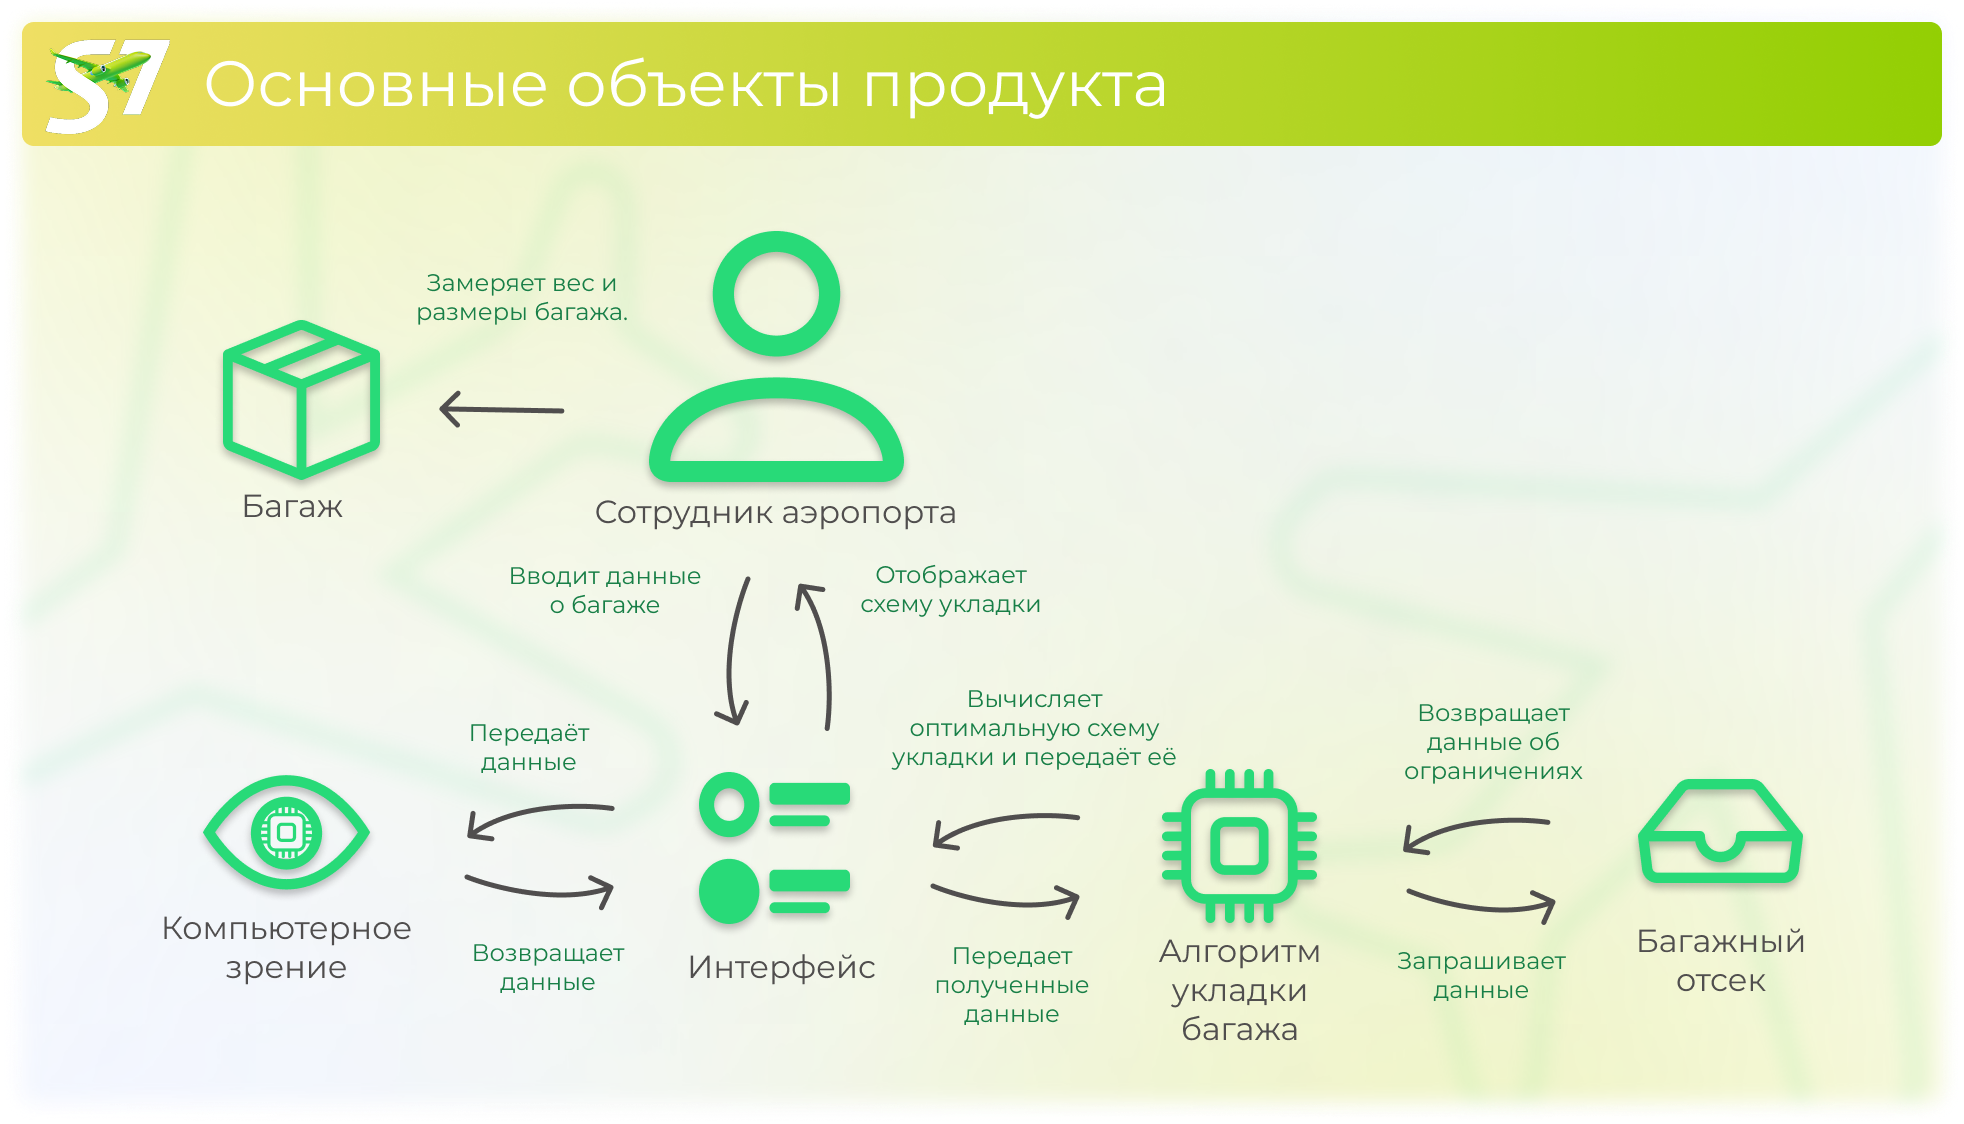 S7
Основные объекты продукта
Замеряет вес и
размеры багажа.
Багаж
Сотрудник аэропорта
Вводит данные
о багаже
Отображает
схему укладки
Передаёт
данные
Вычисляет
оптимальную схему
укладки и передаёт её
Возвращает
данные об
ограничениях
Компьютерное
зрение
Возвращает
данные
Интерфейс
Передает
полученные
данные
Алгоритм
укладки
багажа
Запрашивает
данные
Багажный
отсек